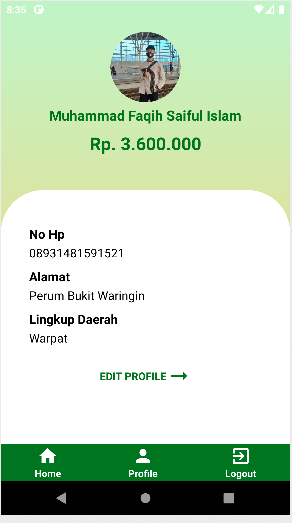 8:35
Muhammad Faqih Saiful Islam
Rp. 3.600.000
No Hp
08931481591521
Alamat
Perum Bukit Waringin
Lingkup Daerah
Warpat
EDIT PROFILE
Home Profile Logout